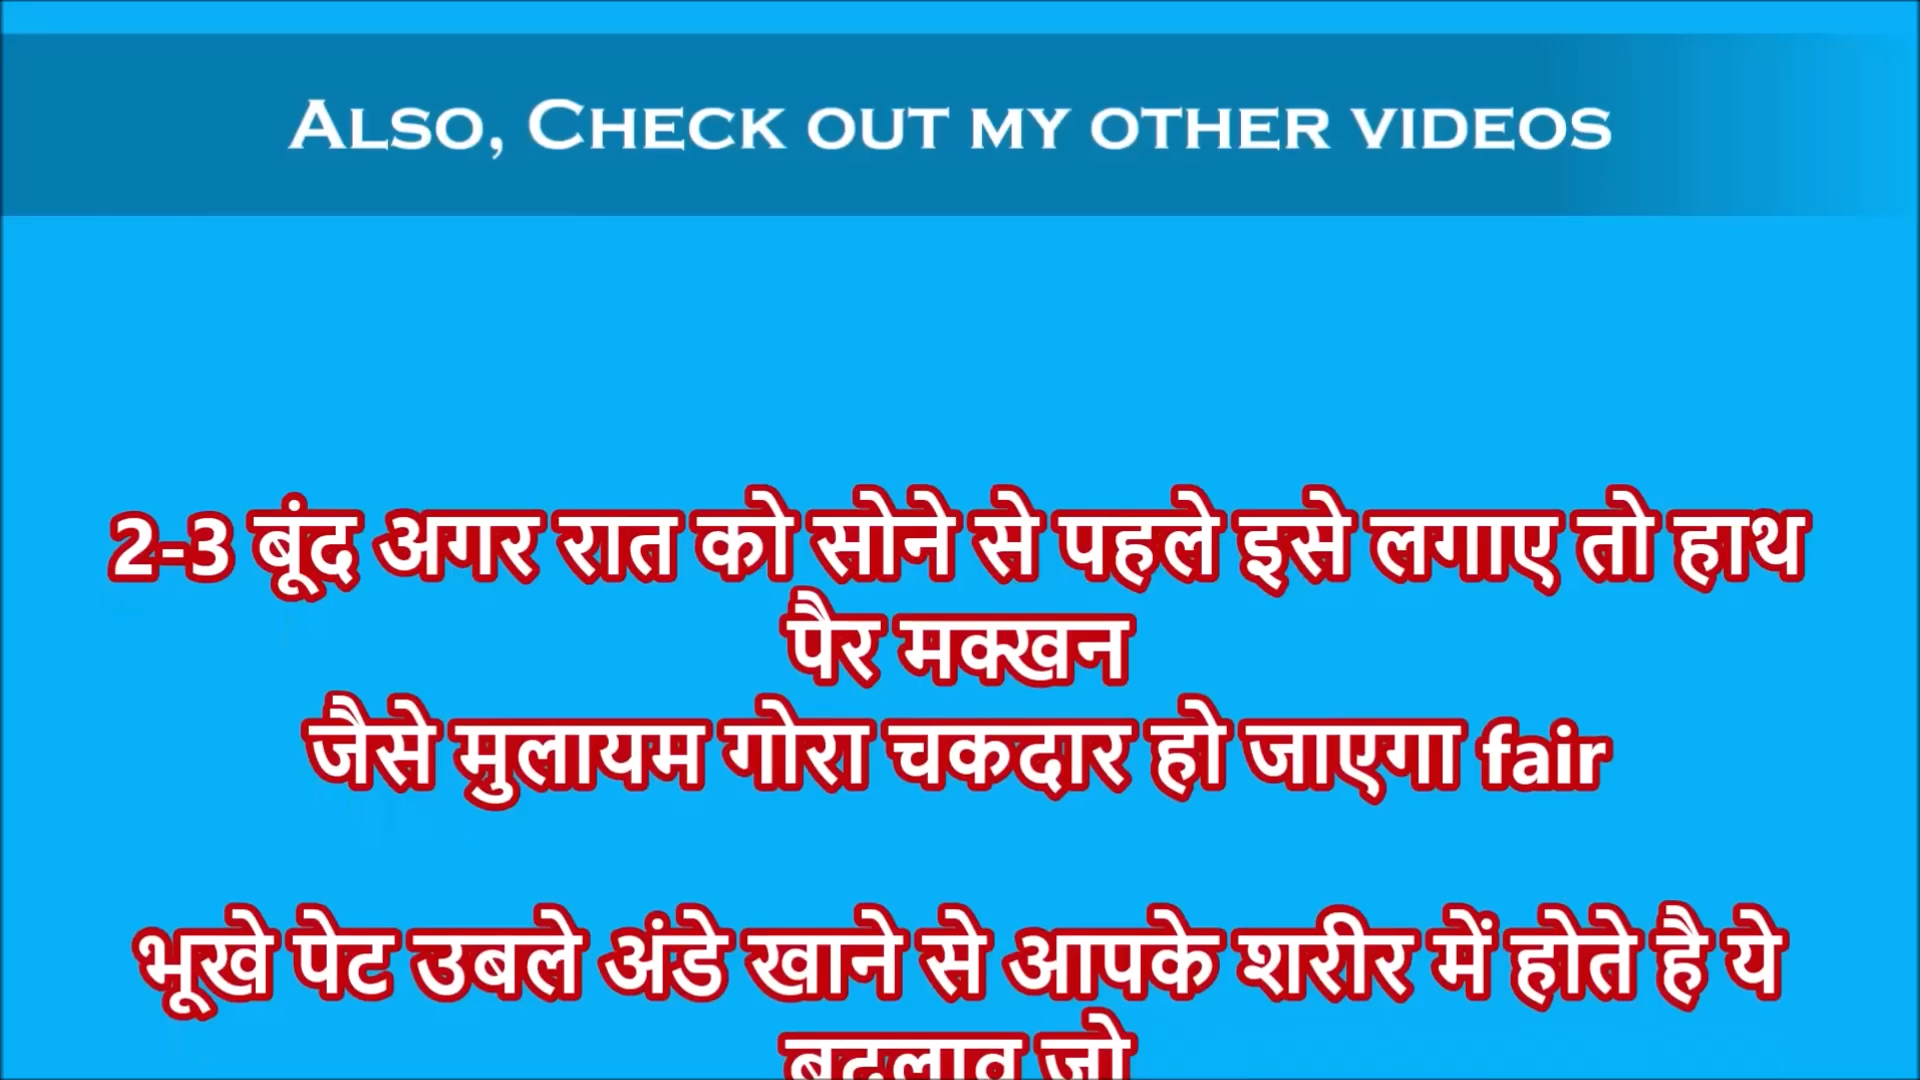 Also, Check out my other videos
2-3 बूंद अगर रात को सोने से पहले इसे लगाए तो हाथ
पैर मक्खन
जैसे मुलायम गोरा चकदार हो जाएगा fair
भूखे पेट उबले अंडे खाने से आपके शरीर में होते है ये
बदलाव जो